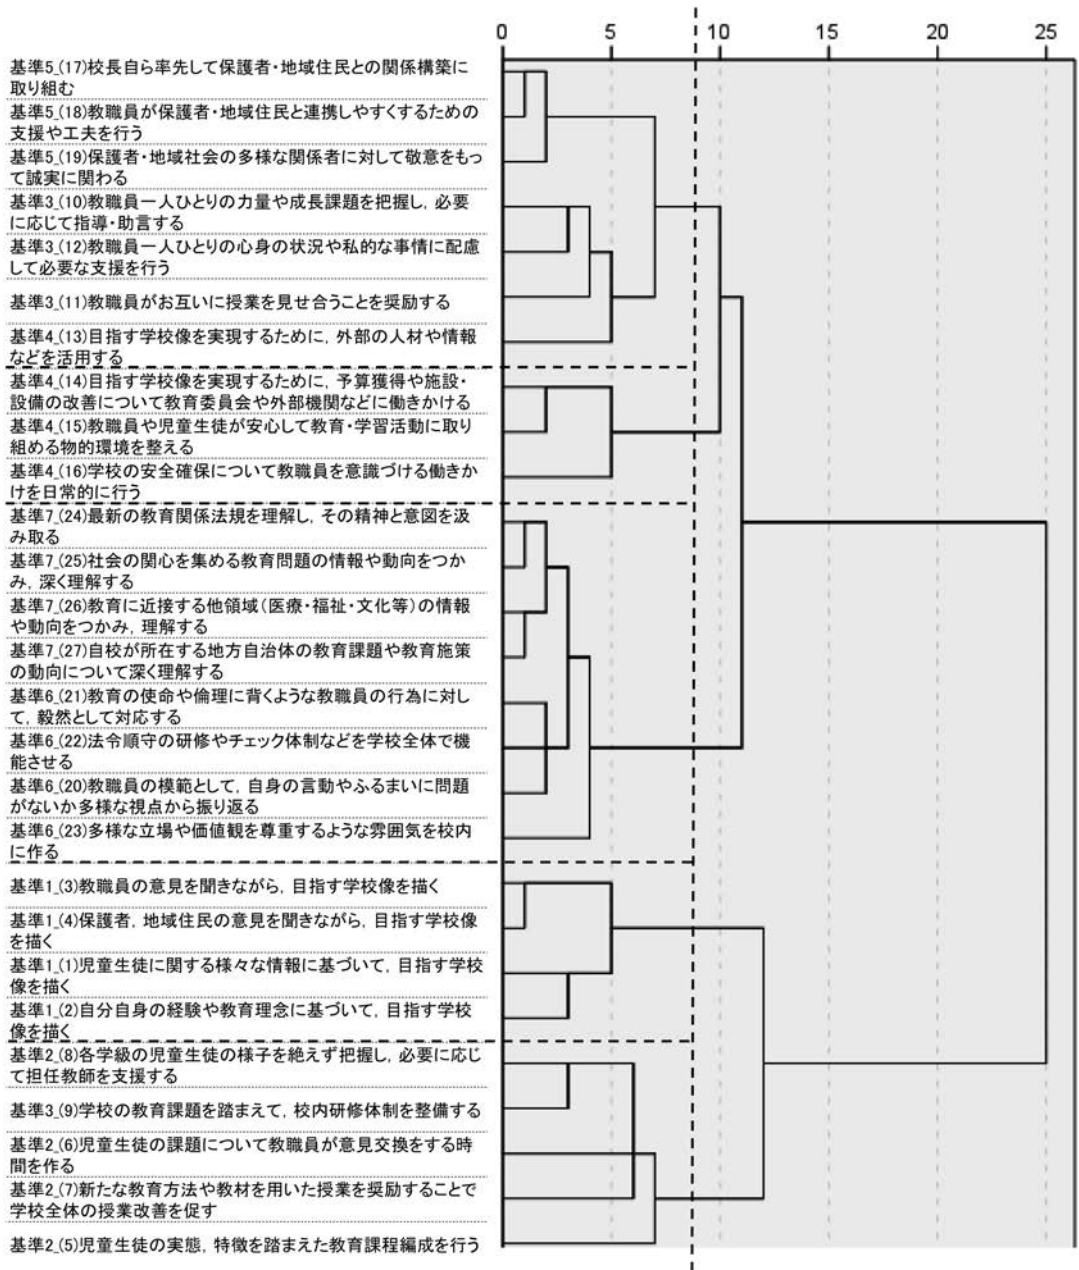 0 5 10 15 20 25
基準5_(17)校長自ら率先して保護者・地域住民との関係構築に
取り組む
基準5_(18)教職員が保護者・地域住民と連携しやすくするための
支援や工夫を行う
基準5_(19)保護者・地域社会の多様な関係者に対して敬意をもっ
て誠実に関わる
基準3_(10)教職員一人ひとりの力量や成長課題を把握し，必要
に応じて指導・助言する
基準3_(12)教職員一人ひとりの心身の状況や私的な事情に配慮
して必要な支援を行う
基準3_(11)教職員がお互いに授業を見せ合うことを奨励する
基準4_(13)目指す学校像を実現するために，外部の人材や情報
などを活用する
基準4_(14)目指す学校像を実現するために，予算獲得や施設・
設備の改善について教育委員会や外部機関などに働きかける
基準4_(15)教職員や児童生徒が安心して教育・学習活動に取り
組める物的環境を整える
基準4_(16)学校の安全確保について教職員を意識づける働きか
けを日常的に行う
基準7_(24)最新の教育関係法規を理解し，その精神と意図を汲
み取る
基準7_(25)社会の関心を集める教育問題の情報や動向をつか
み，深く理解する
基準7_(26)教育に近接する他領域（医療・福祉・文化等）の情報
や動向をつかみ，理解する
基準7_(27)自校が所在する地方自治体の教育課題や教育施策
の動向について深く理解する
基準6_(21)教育の使命や倫理に背くような教職員の行為に対し
て，毅然として対応する
基準6_(22)法令順守の研修やチェック体制などを学校全体で機
能させる
基準6_(20)教職員の模範として，自身の言動やふるまいに問題
がないか多様な視点から振り返る
基準6_(23)多様な立場や価値観を尊重するような雰囲気を校内
に作る
基準1_(3)教職員の意見を聞きながら，目指す学校像を描く
基準1_(4)保護者，地域住民の意見を聞きながら，目指す学校像
を描く
基準1_(1)児童生徒に関する様々な情報に基づいて，目指す学校
像を描く
基準1_(2)自分自身の経験や教育理念に基づいて，目指す学校
像を描く
基準2_(8)各学級の児童生徒の様子を絶えず把握し，必要に応じ
て担任教師を支援する
基準3_(9)学校の教育課題を踏まえて，校内研修体制を整備する
基準2_(6)児童生徒の課題について教職員が意見交換をする時
間を作る
基準2_(7)新たな教育方法や教材を用いた授業を奨励することで
学校全体の授業改善を促す
基準2_(5)児童生徒の実態，特徴を踏まえた教育課程編成を行う